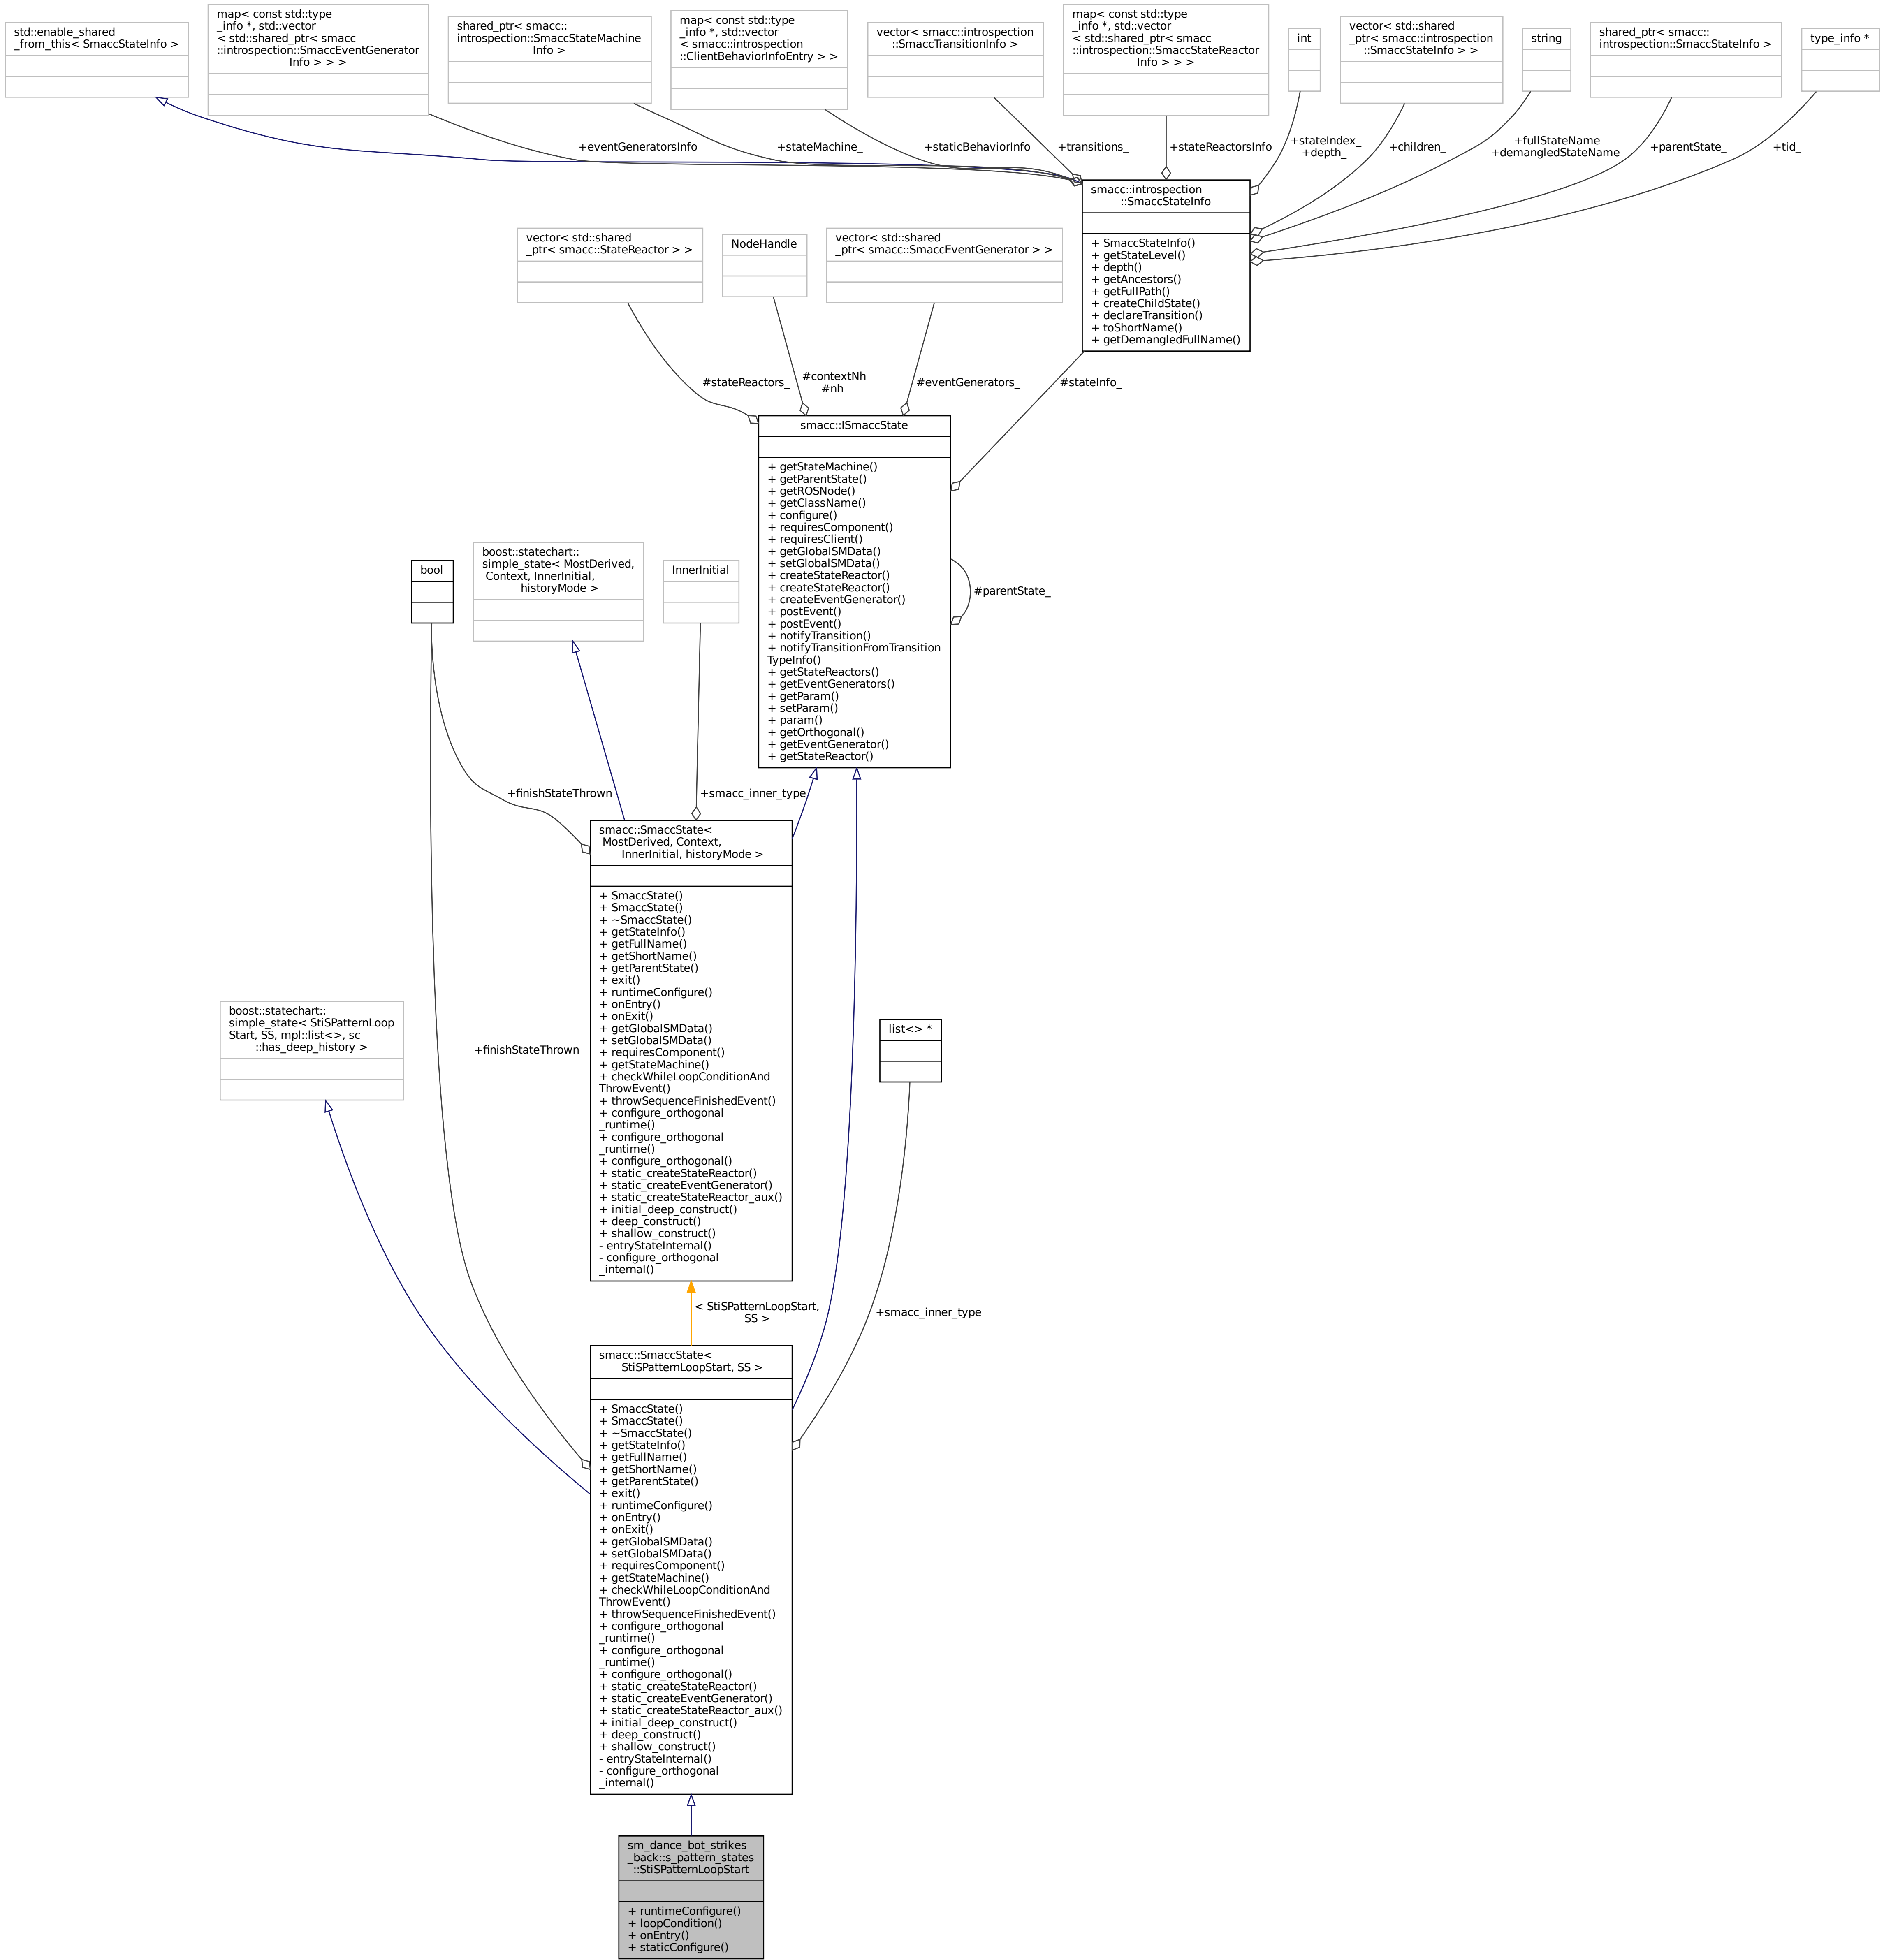 std::enable_shared
_from_this< SmaccStateInfo >
map< const std::type
_info *, std::vector
< std::shared_ptr< smacc
::introspection::SmaccEventGenerator
Info > > >
shared_ptr< smacc::
introspection::SmaccStateMachine
Info >
map< const std::type
_info *, std::vector
< smacc::introspection
::ClientBehaviorInfoEntry > >
vector< smacc::introspection
::SmaccTransitionInfo >
map< const std::type
_info *, std::vector
< std::shared_ptr< smacc
::introspection::SmaccStateReactor
Info > > >
int
vector< std::shared
_ptr< smacc::introspection
::SmaccStateInfo > >
string
shared_ptr< smacc::
introspection::SmaccStateInfo >
type_info *
+eventGeneratorsInfo
+stateMachine_
+staticBehaviorInfo
+transitions_
+stateReactorsInfo
+stateIndex_
+depth_
+children_
+fullStateName
+demangledStateName
+parentState_
+tid_
smacc::introspection
::SmaccStateInfo
+ SmaccStateInfo()
+ getStateLevel()
+ depth()
+ getAncestors()
+ getFullPath()
+ createChildState()
+ declareTransition()
+ toShortName()
+ getDemangledFullName()
vector< std::shared
_ptr< smacc::StateReactor > >
NodeHandle
vector< std::shared
_ptr< smacc::SmaccEventGenerator > >
#stateReactors_
#contextNh
#nh
#eventGenerators_
#stateInfo_
smacc::ISmaccState
+ getStateMachine()
+ getParentState()
+ getROSNode()
+ getClassName()
+ configure()
+ requiresComponent()
+ requiresClient()
+ getGlobalSMData()
+ setGlobalSMData()
+ createStateReactor()
+ createStateReactor()
+ createEventGenerator()
+ postEvent()
+ postEvent()
+ notifyTransition()
+ notifyTransitionFromTransition
TypeInfo()
+ getStateReactors()
+ getEventGenerators()
+ getParam()
+ setParam()
+ param()
+ getOrthogonal()
+ getEventGenerator()
+ getStateReactor()
#parentState_
bool
boost::statechart::
simple_state< MostDerived,
Context, InnerInitial,
historyMode >
InnerInitial
+finishStateThrown
+smacc_inner_type
smacc::SmaccState<
MostDerived, Context,
InnerInitial, historyMode >
+ SmaccState()
+ SmaccState()
+ ~SmaccState()
+ getStateInfo()
+ getFullName()
+ getShortName()
+ getParentState()
+ exit()
+ runtimeConfigure()
+ onEntry()
+ onExit()
+ getGlobalSMData()
+ setGlobalSMData()
+ requiresComponent()
+ getStateMachine()
+ checkWhileLoopConditionAnd
ThrowEvent()
+ throwSequenceFinishedEvent()
+ configure_orthogonal
_runtime()
+ configure_orthogonal
_runtime()
+ configure_orthogonal()
+ static_createStateReactor()
+ static_createEventGenerator()
+ static_createStateReactor_aux()
+ initial_deep_construct()
+ deep_construct()
+ shallow_construct()
- entryStateInternal()
- configure_orthogonal
_internal()
boost::statechart::
simple_state< StiSPatternLoop
Start, SS, mpl::list<>, sc
::has_deep_history >
+finishStateThrown
list<> *
< StiSPatternLoopStart,
SS >
+smacc_inner_type
smacc::SmaccState<
StiSPatternLoopStart, SS >
+ SmaccState()
+ SmaccState()
+ ~SmaccState()
+ getStateInfo()
+ getFullName()
+ getShortName()
+ getParentState()
+ exit()
+ runtimeConfigure()
+ onEntry()
+ onExit()
+ getGlobalSMData()
+ setGlobalSMData()
+ requiresComponent()
+ getStateMachine()
+ checkWhileLoopConditionAnd
ThrowEvent()
+ throwSequenceFinishedEvent()
+ configure_orthogonal
_runtime()
+ configure_orthogonal
_runtime()
+ configure_orthogonal()
+ static_createStateReactor()
+ static_createEventGenerator()
+ static_createStateReactor_aux()
+ initial_deep_construct()
+ deep_construct()
+ shallow_construct()
- entryStateInternal()
- configure_orthogonal
_internal()
sm_dance_bot_strikes
_back::s_pattern_states
::StiSPatternLoopStart
+ runtimeConfigure()
+ loopCondition()
+ onEntry()
+ staticConfigure()